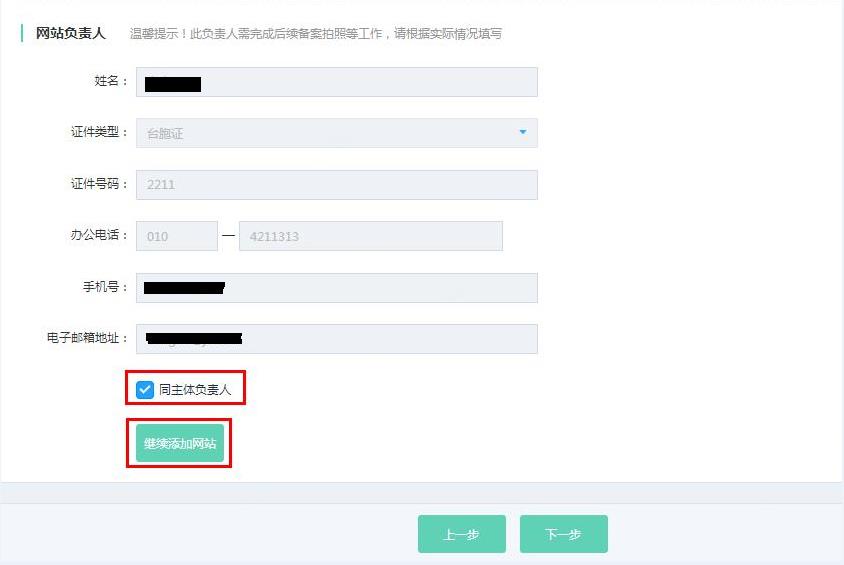 网站负责人 温馨提示！此负责人需完成后续备案拍照等工作，请根据实际情况填写
姓名：
证件类型： 台胞证
证件号码： 2211
办公电话： 010 — 4211313
手机号：
电子邮箱地址：
同主体负责人
继续添加网站
上一步 下一步